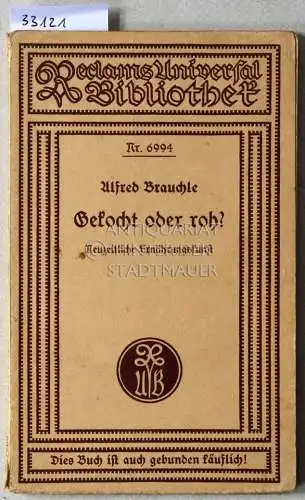 33121
Reclams Universal
Bibliothek
Nr. 6994
Alfred Brauchle
Gekocht oder roh?
ANTIQUARIAT
Neuzeitliche Ernährungskunst
STADTMAUER
UB
Dies Buch ist auch gebunden käuflich!